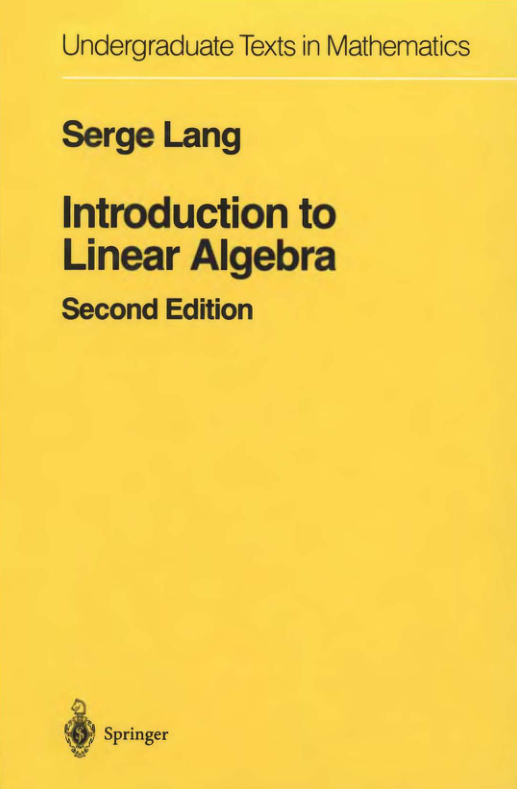 Undergraduate Texts in Mathematics
Serge Lang
Introduction to
Linear Algebra
Second Edition
Springer